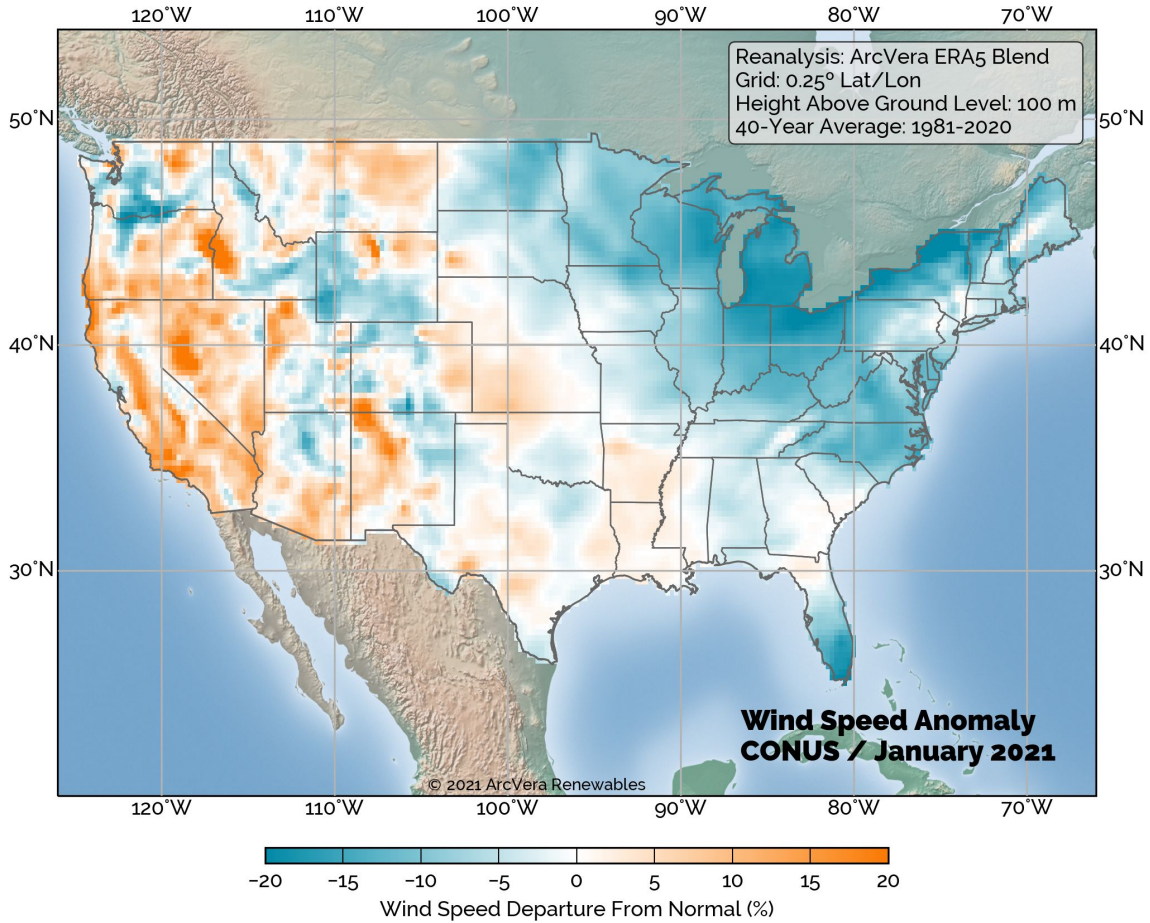 120°W 110°W 100°W 90°W 80°W 70°W
Reanalysis: ArcVera ERA5 Blend
Grid: 0.25º Lat/Lon
Height Above Ground Level: 100 m
40-Year Average: 1981-2020
50°N 50°N
40°N 40°N
30°N 30°N
Wind Speed Anomaly
CONUS / January 2021
© 2021 ArcVera Renewables
120°W 110°W 100°W 90°W 80°W 70°W
−20 −15 −10 −5 0 5 10 15 20
Wind Speed Departure From Normal (%)